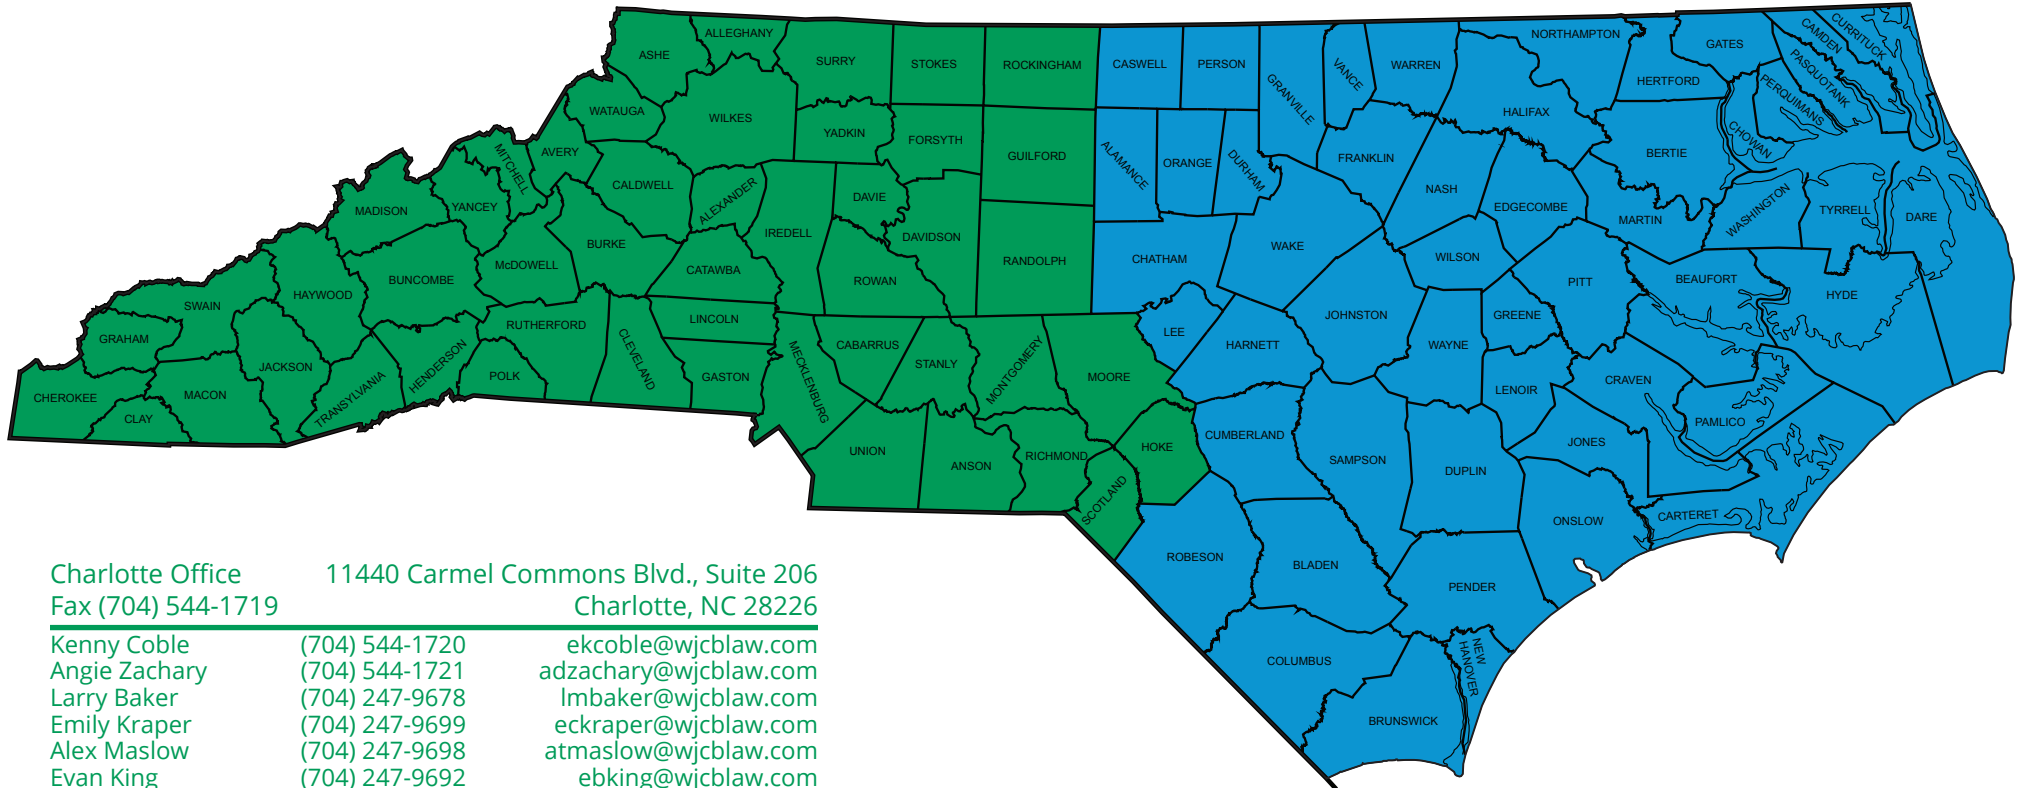 ALLEGHANY
ASHE
SURRY
STOKES
ROCKINGHAM
CASWELL
PERSON
GRANVILLE
VANCE
WARREN
NORTHAMPTON
GATES
CAMDEN
CURRITUCK
PASQUOTANK
PERQUIMANS
HERTFORD
CHOWAN
WATAUGA
WILKES
YADKIN
FORSYTH
GUILFORD
ALAMANCE
ORANGE
DURHAM
FRANKLIN
HALIFAX
BERTIE
MITCHELL
AVERY
CALDWELL
ALEXANDER
IREDELL
DAVIE
DAVIDSON
RANDOLPH
CHATHAM
WAKE
NASH
EDGECOMBE
MARTIN
WASHINGTON
TYRRELL
DARE
MADISON
YANCEY
BURKE
McDOWELL
BUNCOMBE
HAYWOOD
SWAIN
GRAHAM
CATAWBA
ROWAN
WILSON
PITT
BEAUFORT
HYDE
LINCOLN
RUTHERFORD
CLEVELAND
MECKLENBURG
CABARRUS
STANLY
MONTGOMERY
MOORE
LEE
HARNETT
JOHNSTON
GREENE
WAYNE
LENOIR
CRAVEN
PAMLICO
JONES
CHEROKEE
CLAY
MACON
JACKSON
TRANSYLVANIA
HENDERSON
POLK
GASTON
UNION
ANSON
RICHMOND
SCOTLAND
HOKE
CUMBERLAND
SAMPSON
DUPLIN
ONSLOW
CARTERET
ROBESON
BLADEN
PENDER
COLUMBUS
NEW
HANOVER
BRUNSWICK
Charlotte Office 11440 Carmel Commons Blvd., Suite 206
Fax (704) 544-1719 Charlotte, NC 28226
Kenny Coble (704) 544-1720 ekcoble@wjcblaw.com
Angie Zachary (704) 544-1721 adzachary@wjcblaw.com
Larry Baker (704) 247-9678 lmbaker@wjcblaw.com
Emily Kraper (704) 247-9699 eckraper@wjcblaw.com
Alex Maslow (704) 247-9698 atmaslow@wjcblaw.com
Evan King (704) 247-9692 ebking@wjcblaw.com